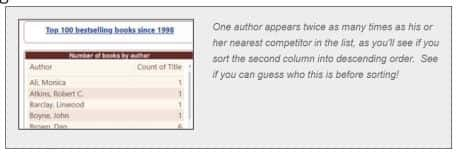 Top 100 bestselling books since 1998
Number of books by author
Author Count of Title
Ali, Monica 1
Atkins, Robert C. 1
Barclay, Linwood 1
Boyne, John 1
Brown, Dan 6
One author appears twice as many times as his or
her nearest competitor in the list, as you'll see if you
sort the second column into descending order. See
if you can guess who this is before sorting!